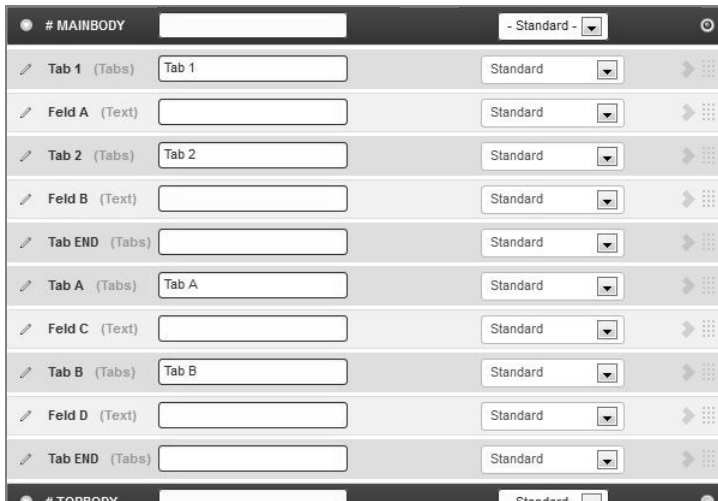 # MAINBODY - Standard -
Tab 1 (Tabs) Tab 1 Standard
Feld A (Text) Standard
Tab 2 (Tabs) Tab 2 Standard
Feld B (Text) Standard
Tab END (Tabs) Standard
Tab A (Tabs) Tab A Standard
Feld C (Text) Standard
Tab B (Tabs) Tab B Standard
Feld D (Text) Standard
Tab END (Tabs) Standard
# TOPBODY - Standard -